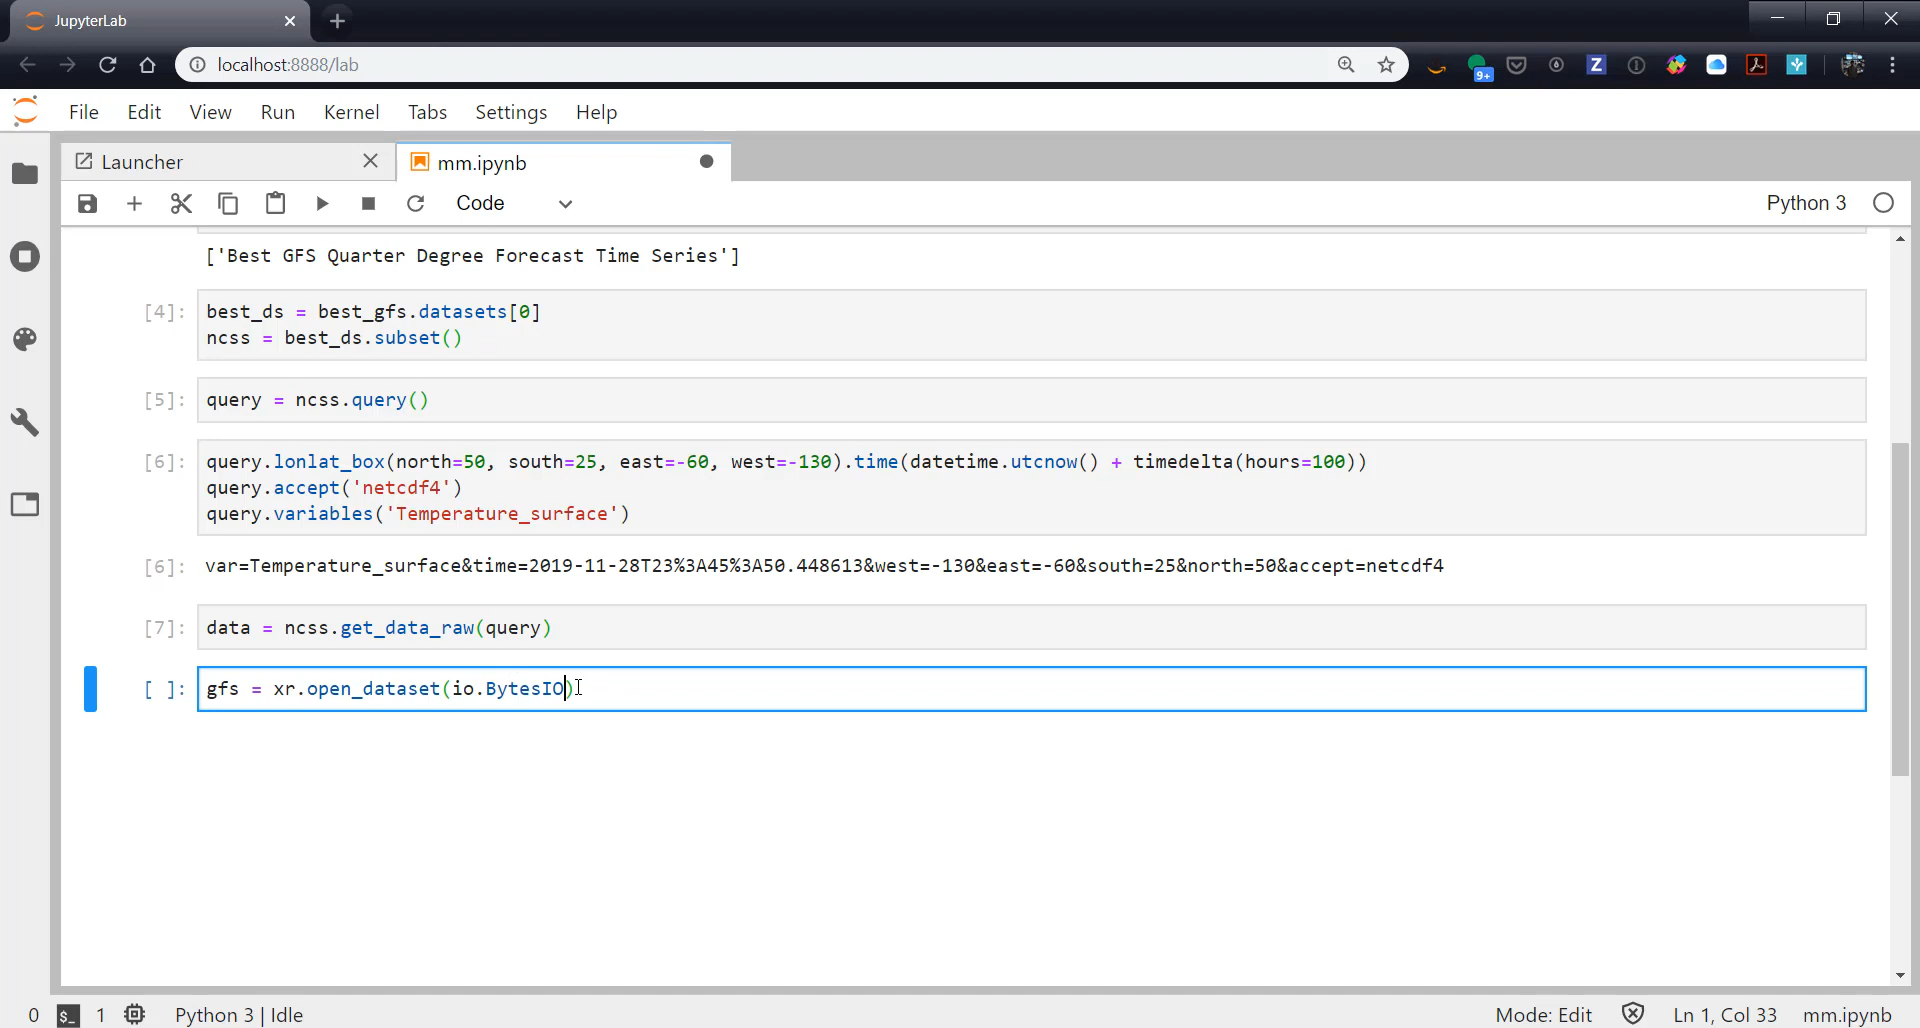 JupyterLab
localhost:8888/lab
9+
Z
File Edit View Run Kernel Tabs Settings Help
Launcher
mm.ipynb
Code
Python 3
['Best GFS Quarter Degree Forecast Time Series']
[4]:
best_ds = best_gfs.datasets[0]
ncss = best_ds.subset()
[5]:
query = ncss.query()
[6]:
query.lonlat_box(north=50, south=25, east=-60, west=-130).time(datetime.utcnow() + timedelta(hours=100))
query.accept('netcdf4')
query.variables('Temperature_surface')
[6]:
var=Temperature_surface&time=2019-11-28T23%3A45%3A50.448613&west=-130&east=-60&south=25&north=50&accept=netcdf4
[7]:
data = ncss.get_data_raw(query)
[ ]:
gfs = xr.open_dataset(io.BytesIO)
0 $_ 1 Python 3 | Idle Mode: Edit Ln 1, Col 33 mm.ipynb